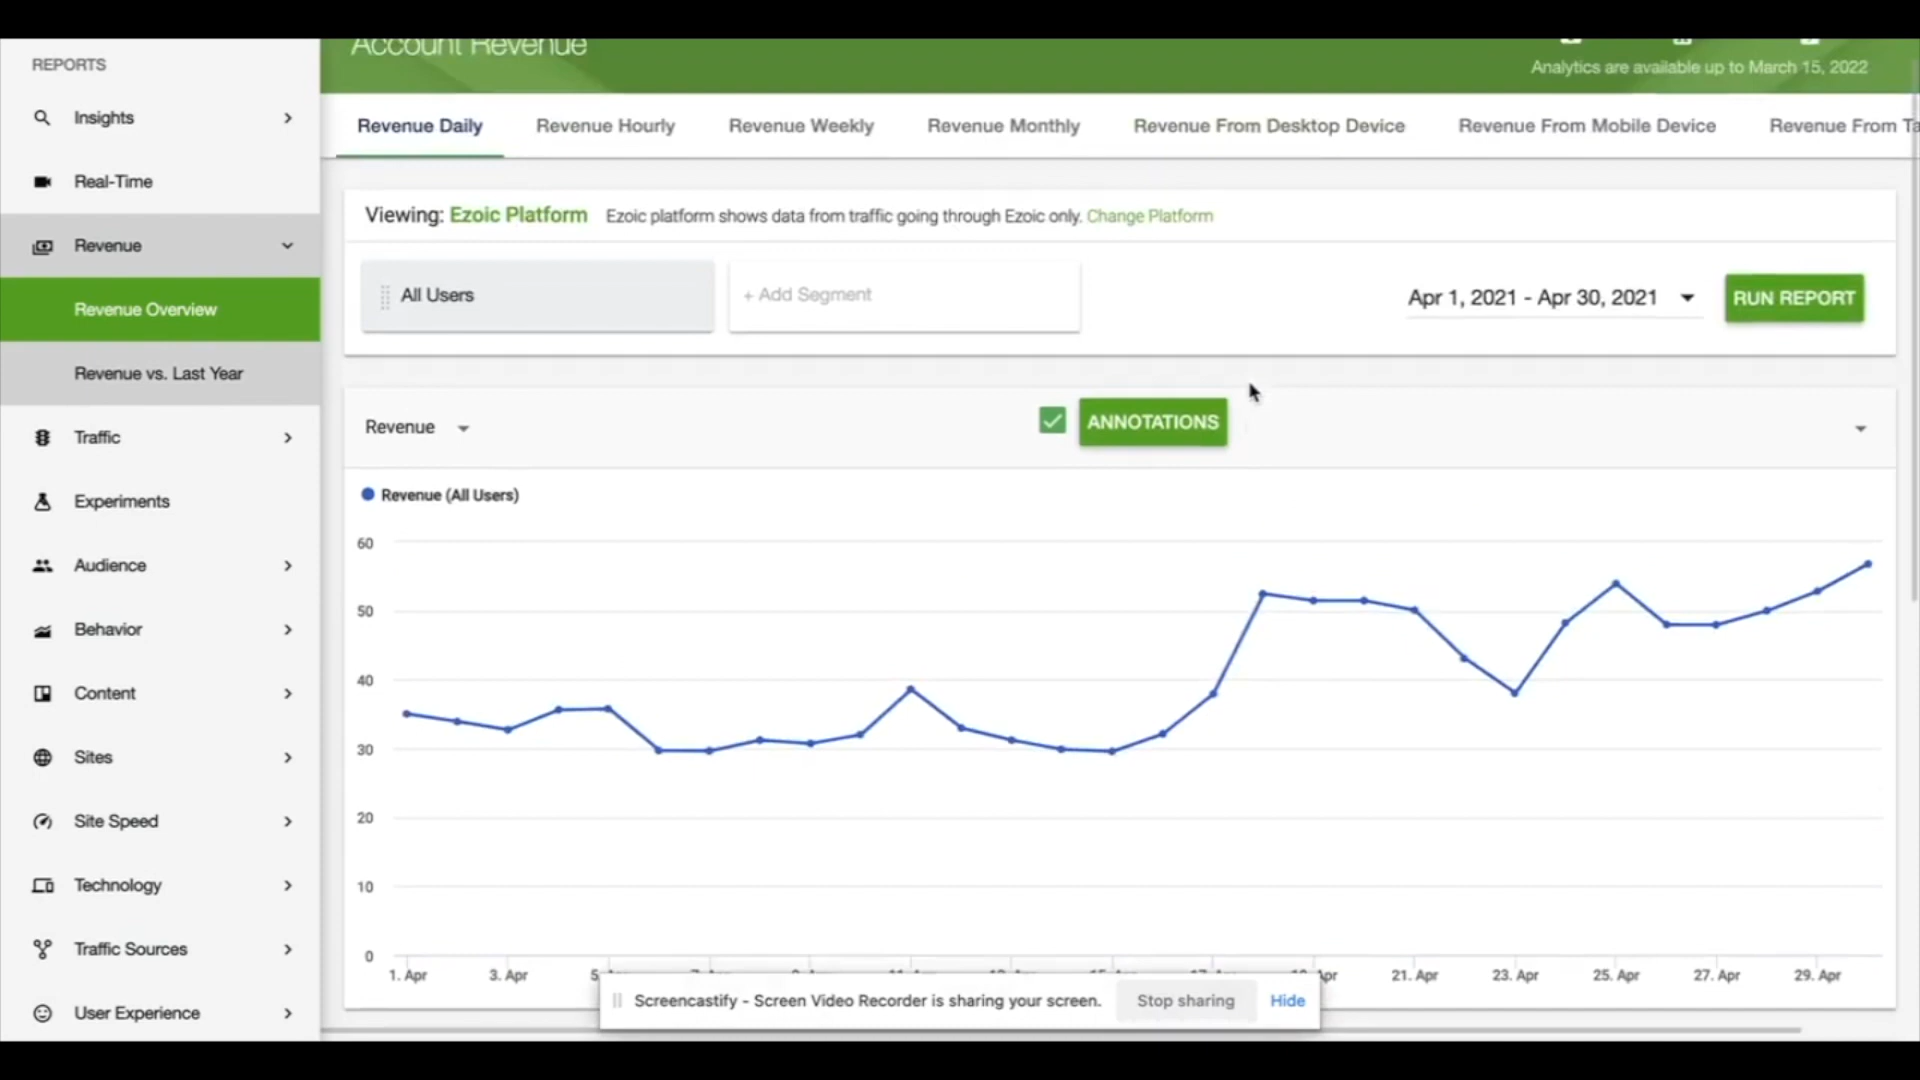 Account Revenue
Analytics are available up to March 15, 2022
REPORTS
Insights
Real-Time
Revenue
Revenue Overview
Revenue vs. Last Year
Traffic
Experiments
Audience
Behavior
Content
Sites
Site Speed
Technology
Traffic Sources
User Experience
Revenue Daily Revenue Hourly Revenue Weekly Revenue Monthly Revenue From Desktop Device Revenue From Mobile Device Revenue From
Viewing: Ezoic Platform Ezoic platform shows data from traffic going through Ezoic only. Change Platform
All Users + Add Segment Apr 1, 2021 - Apr 30, 2021 RUN REPORT
Revenue ANNOTATIONS
Revenue (All Users)
60
50
40
30
20
10
0
1. Apr 3. Apr 21. Apr 23. Apr 25. Apr 27. Apr 29. Apr
Screencastify - Screen Video Recorder is sharing your screen. Stop sharing Hide